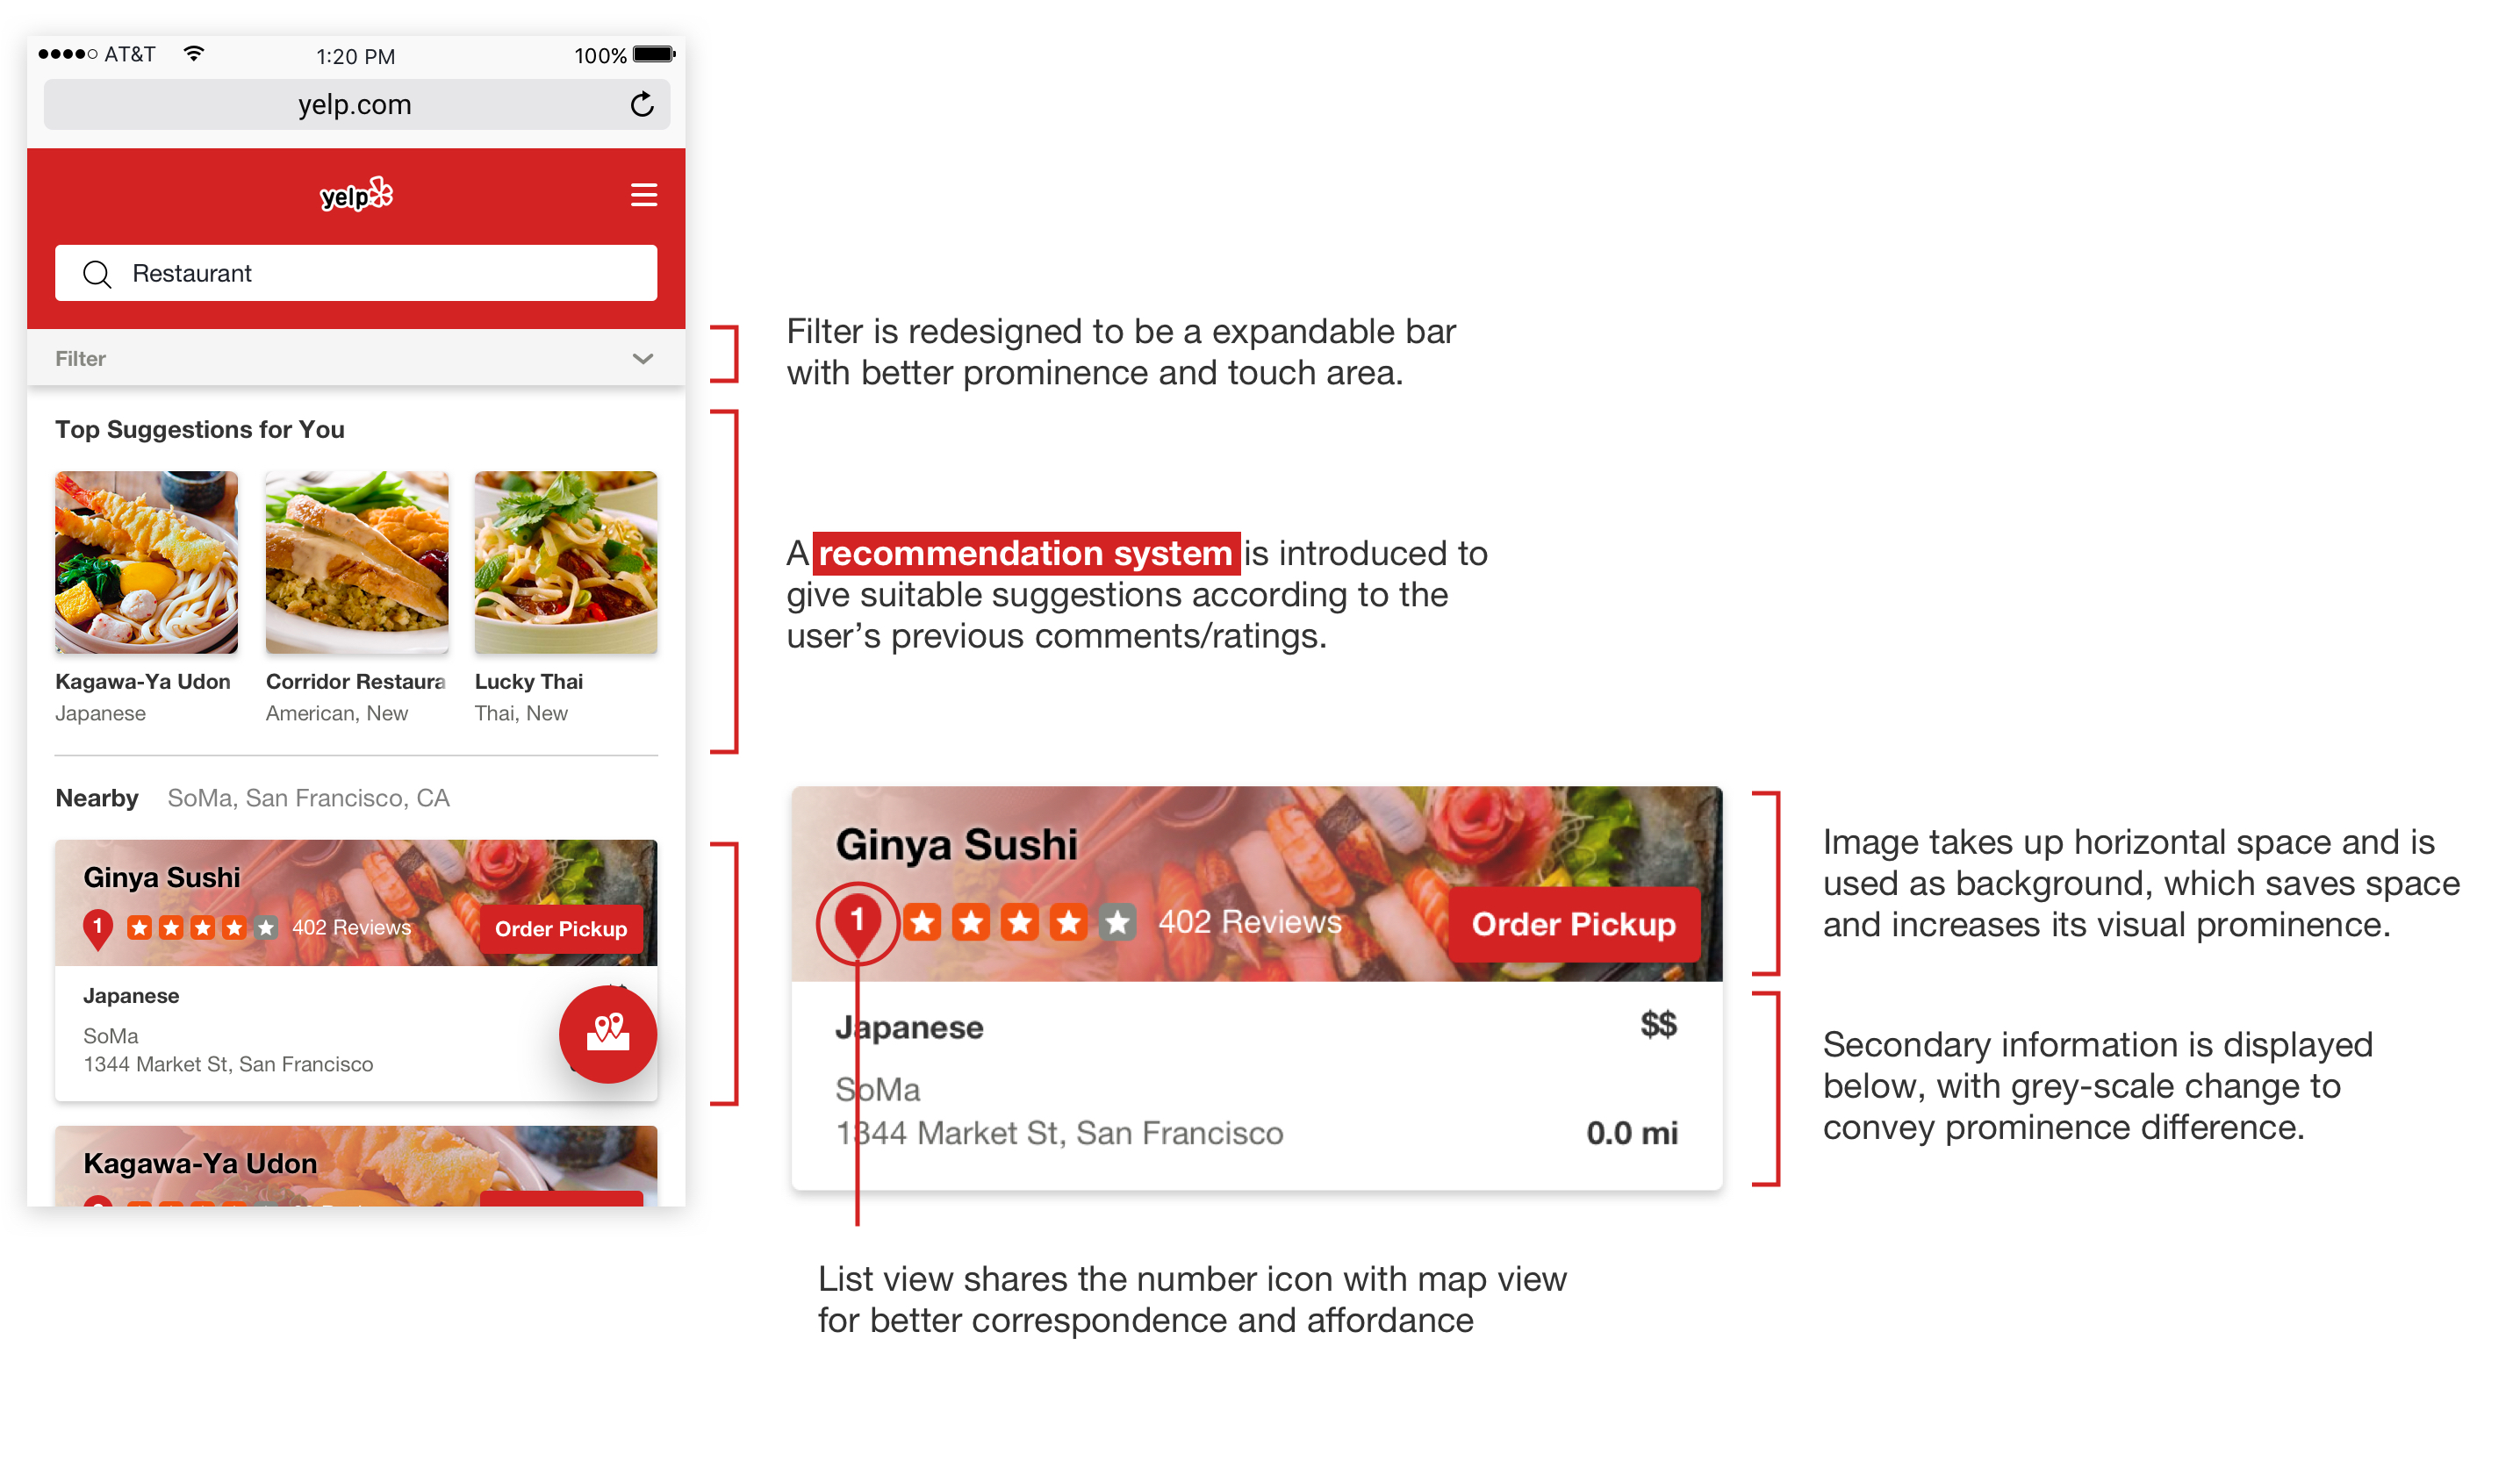 AT&T 1:20 PM 100%
yelp.com
yelp
Restaurant
Filter
Top Suggestions for You
Kagawa-Ya Udon
Japanese
Corridor Restaura
American, New
Lucky Thai
Thai, New
Nearby SoMa, San Francisco, CA
Ginya Sushi
1 402 Reviews Order Pickup
Japanese
SoMa
1344 Market St, San Francisco
Kagawa-Ya Udon
Filter is redesigned to be a expandable bar
with better prominence and touch area.
A recommendation system is introduced to
give suitable suggestions according to the
user’s previous comments/ratings.
Ginya Sushi
1 402 Reviews Order Pickup
Japanese $$
SoMa
1344 Market St, San Francisco 0.0 mi
Image takes up horizontal space and is
used as background, which saves space
and increases its visual prominence.
Secondary information is displayed
below, with grey-scale change to
convey prominence difference.
List view shares the number icon with map view
for better correspondence and affordance